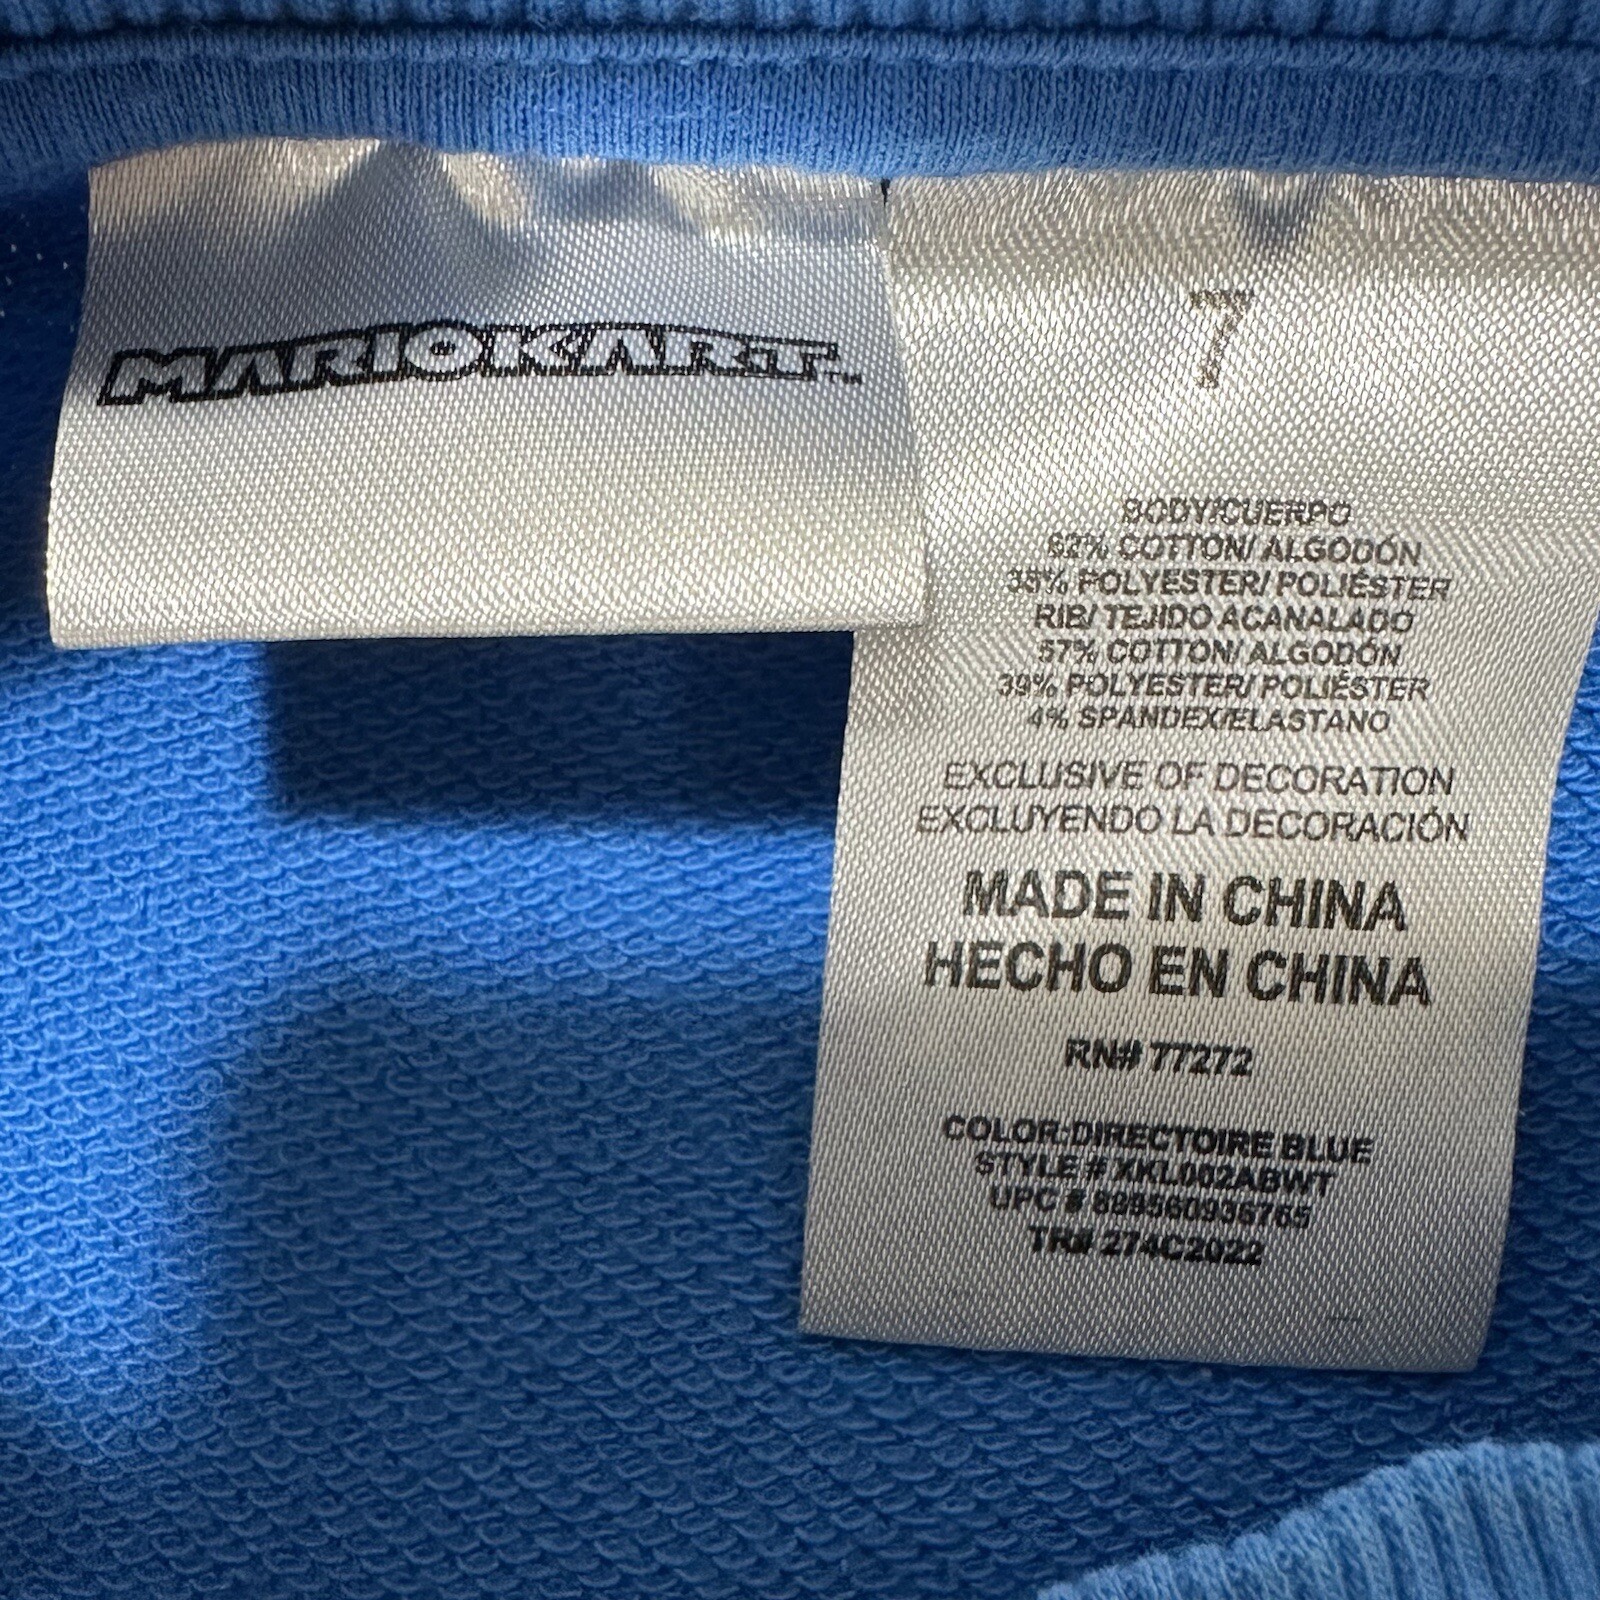 MARIOKART™
7
BODY/CUERPO
62% COTTON/ ALGODÓN
38% POLYESTER/ POLIÉSTER
RIB/ TEJIDO ACANALADO
57% COTTON/ ALGODÓN
39% POLYESTER/ POLIÉSTER
4% SPANDEX/ELASTANO
EXCLUSIVE OF DECORATION
EXCLUYENDO LA DECORACIÓN
MADE IN CHINA
HECHO EN CHINA
RN# 77272
COLOR:DIRECTOIRE BLUE
STYLE # XKL002ABWT
UPC # 889560936765
TR# 274C2022